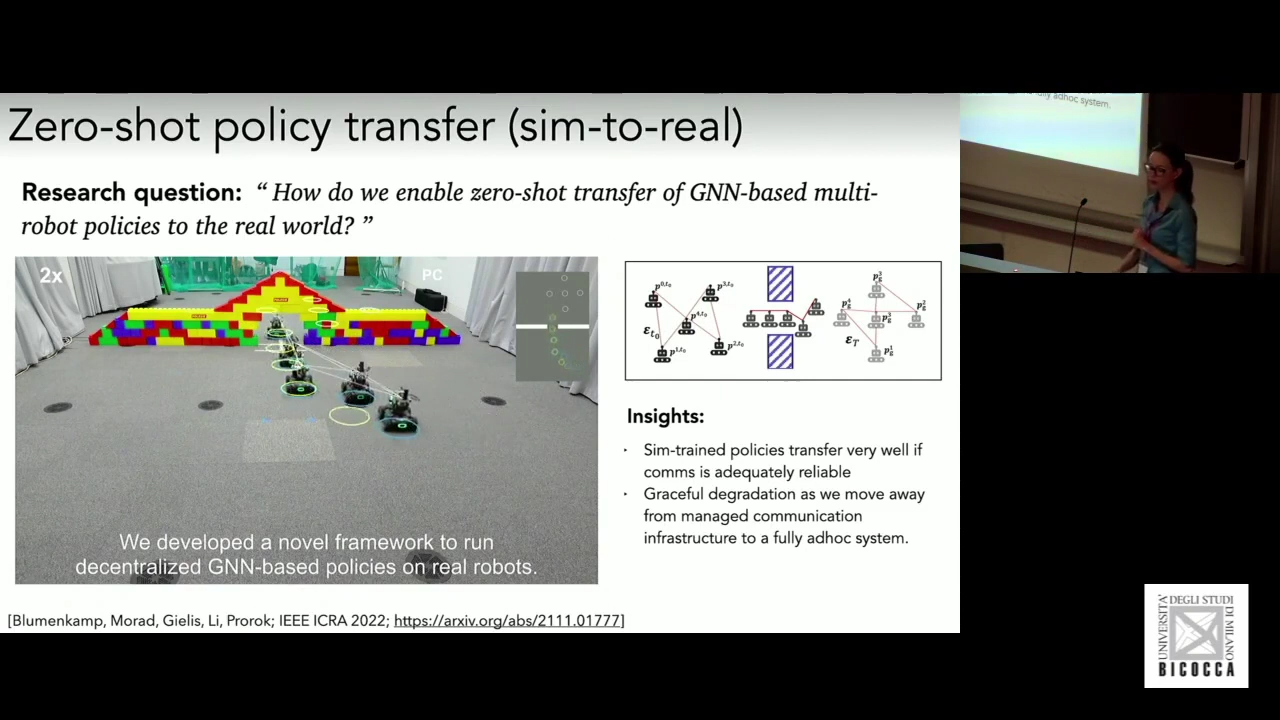 Zero-shot policy transfer (sim-to-real)
Research question: “ How do we enable zero-shot transfer of GNN-based multi-
robot policies to the real world? ”
2x
PC
We developed a novel framework to run
decentralized GNN-based policies on real robots.
Insights:
· Sim-trained policies transfer very well if
comms is adequately reliable
· Graceful degradation as we move away
from managed communication
infrastructure to a fully adhoc system.
[Blumenkamp, Morad, Gielis, Li, Prorok; IEEE ICRA 2022; https://arxiv.org/abs/2111.01777]
fully adhoc system.
UNIVERSITA'
DEGLI STUDI
DI MILANO
BICOCCA